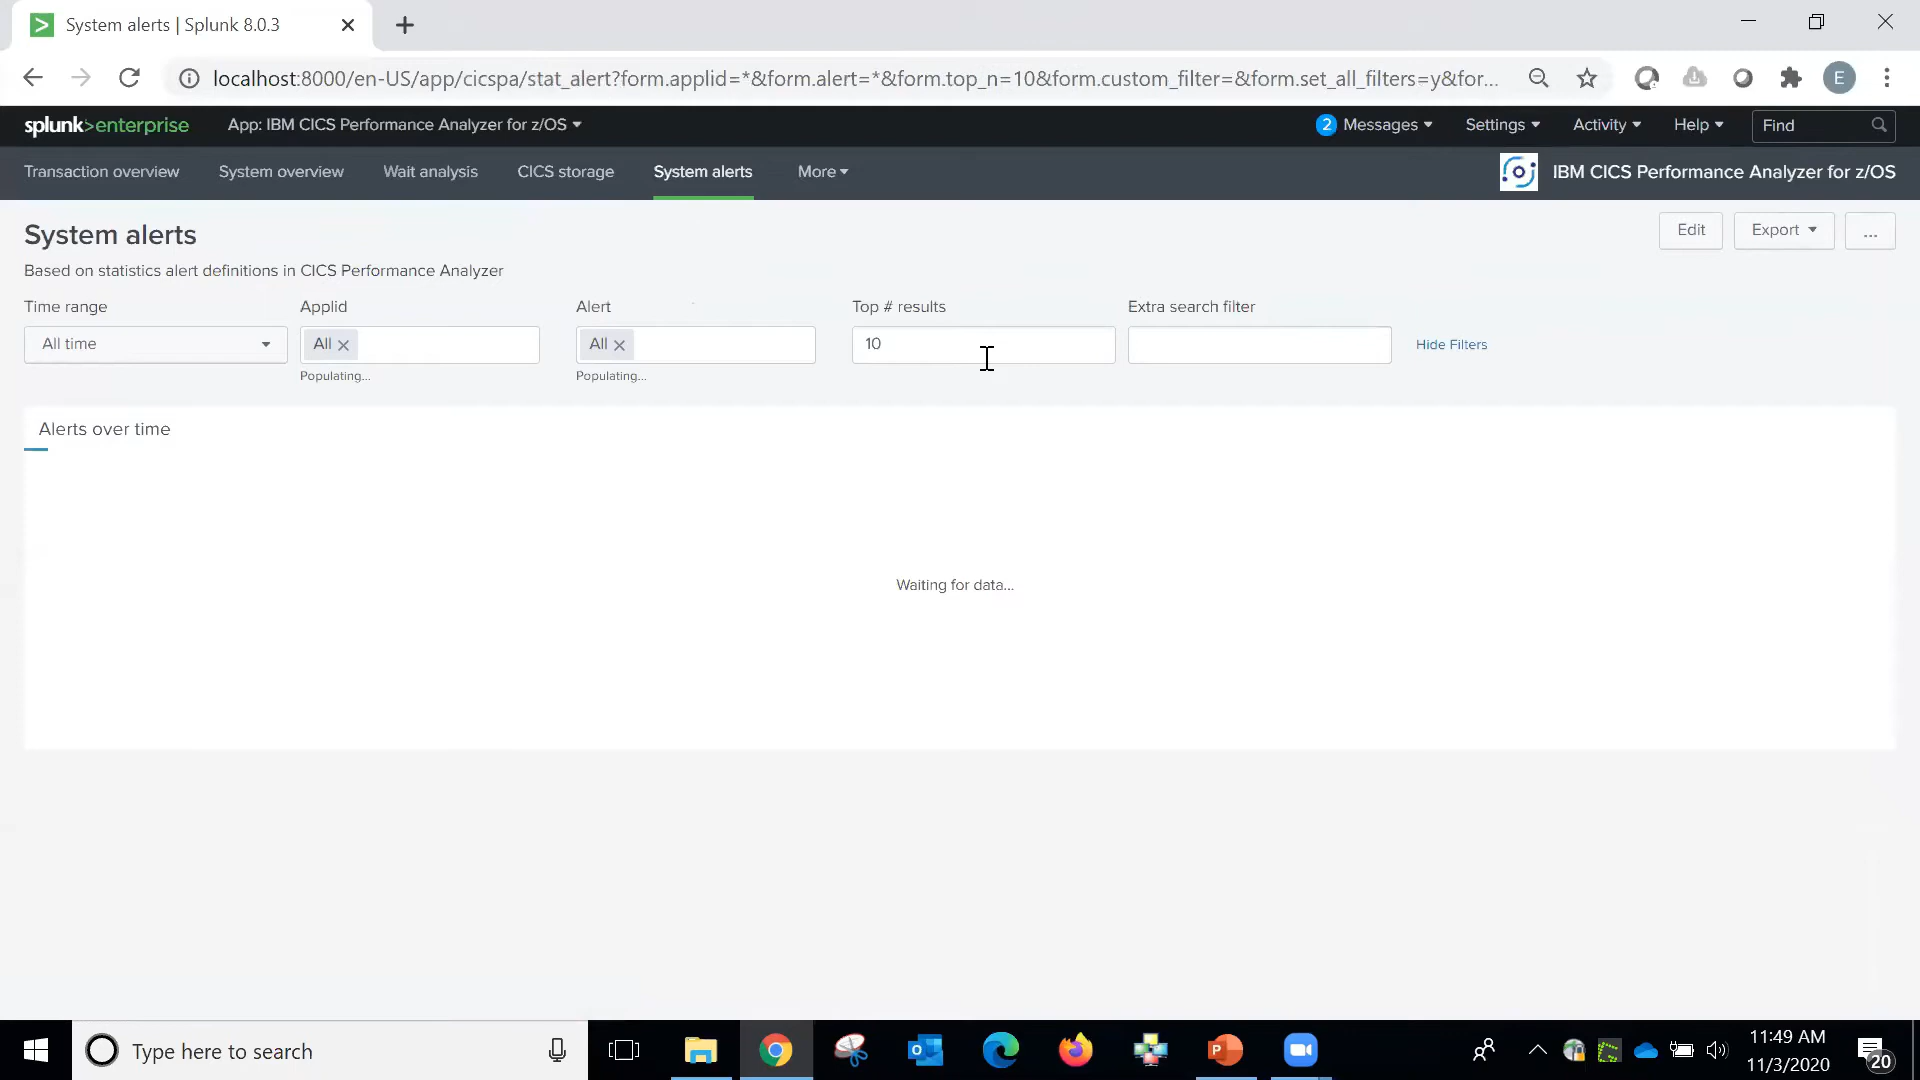 System alerts | Splunk 8.0.3
localhost:8000/en-US/app/cicspa/stat_alert?form.applid=*&form.alert=*&form.top_n=10&form.custom_filter=&form.set_all_filters=y&for...
E
splunk>enterprise
App: IBM CICS Performance Analyzer for z/OS
2 Messages
Settings
Activity
Help
Find
Transaction overview
System overview
Wait analysis
CICS storage
System alerts
More
IBM CICS Performance Analyzer for z/OS
System alerts
Edit
Export
...
Based on statistics alert definitions in CICS Performance Analyzer
Time range
Applid
Alert
Top # results
Extra search filter
All time
All
All
10
Hide Filters
Populating...
Populating...
Alerts over time
Waiting for data...
Type here to search
11:49 AM
11/3/2020
20